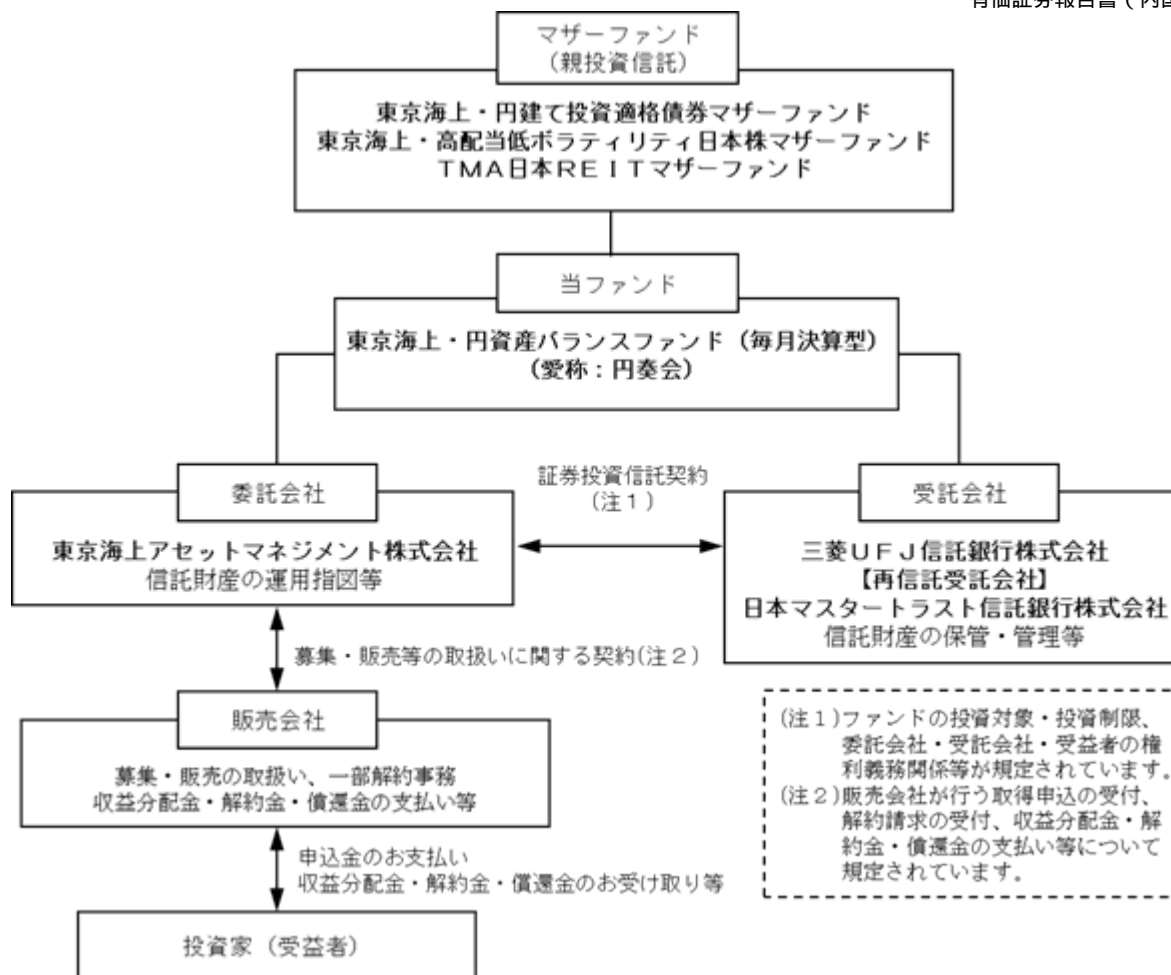 有価証券報告書（内国
マザーファンド
（親投資信託）
東京海上・円建て投資適格債券マザーファンド
東京海上・高配当低ボラティリティ日本株マザーファンド
ＴＭＡ日本ＲＥＩＴマザーファンド
当ファンド
東京海上・円資産バランスファンド（毎月決算型）
（愛称：円奏会）
委託会社
東京海上アセットマネジメント株式会社
信託財産の運用指図等
証券投資信託契約
（注１）
受託会社
三菱ＵＦＪ信託銀行株式会社
【再信託受託会社】
日本マスタートラスト信託銀行株式会社
信託財産の保管・管理等
募集・販売等の取扱いに関する契約(注２)
販売会社
募集・販売の取扱い、一部解約事務
収益分配金・解約金・償還金の支払い等
申込金のお支払い
収益分配金・解約金・償還金のお受け取り等
投資家（受益者）
(注１)ファンドの投資対象・投資制限、
委託会社・受託会社・受益者の権
利義務関係等が規定されています。
(注２)販売会社が行う取得申込の受付、
解約請求の受付、収益分配金・解
約金・償還金の支払い等について
規定されています。